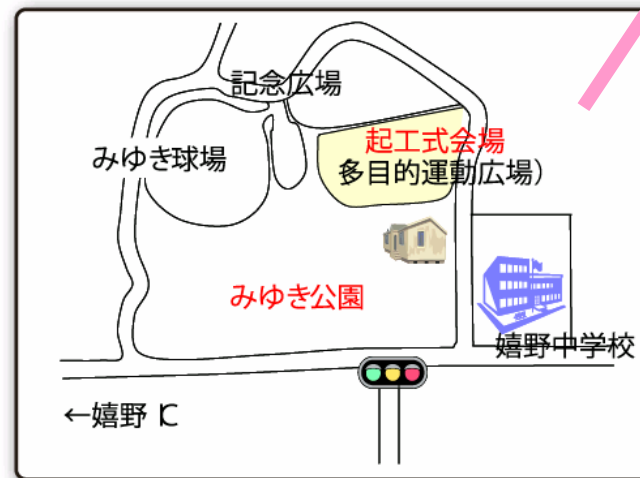 記念広場
起工式会場
みゆき球場
多目的運動広場）
みゆき公園
嬉野中学校
←嬉野 IC